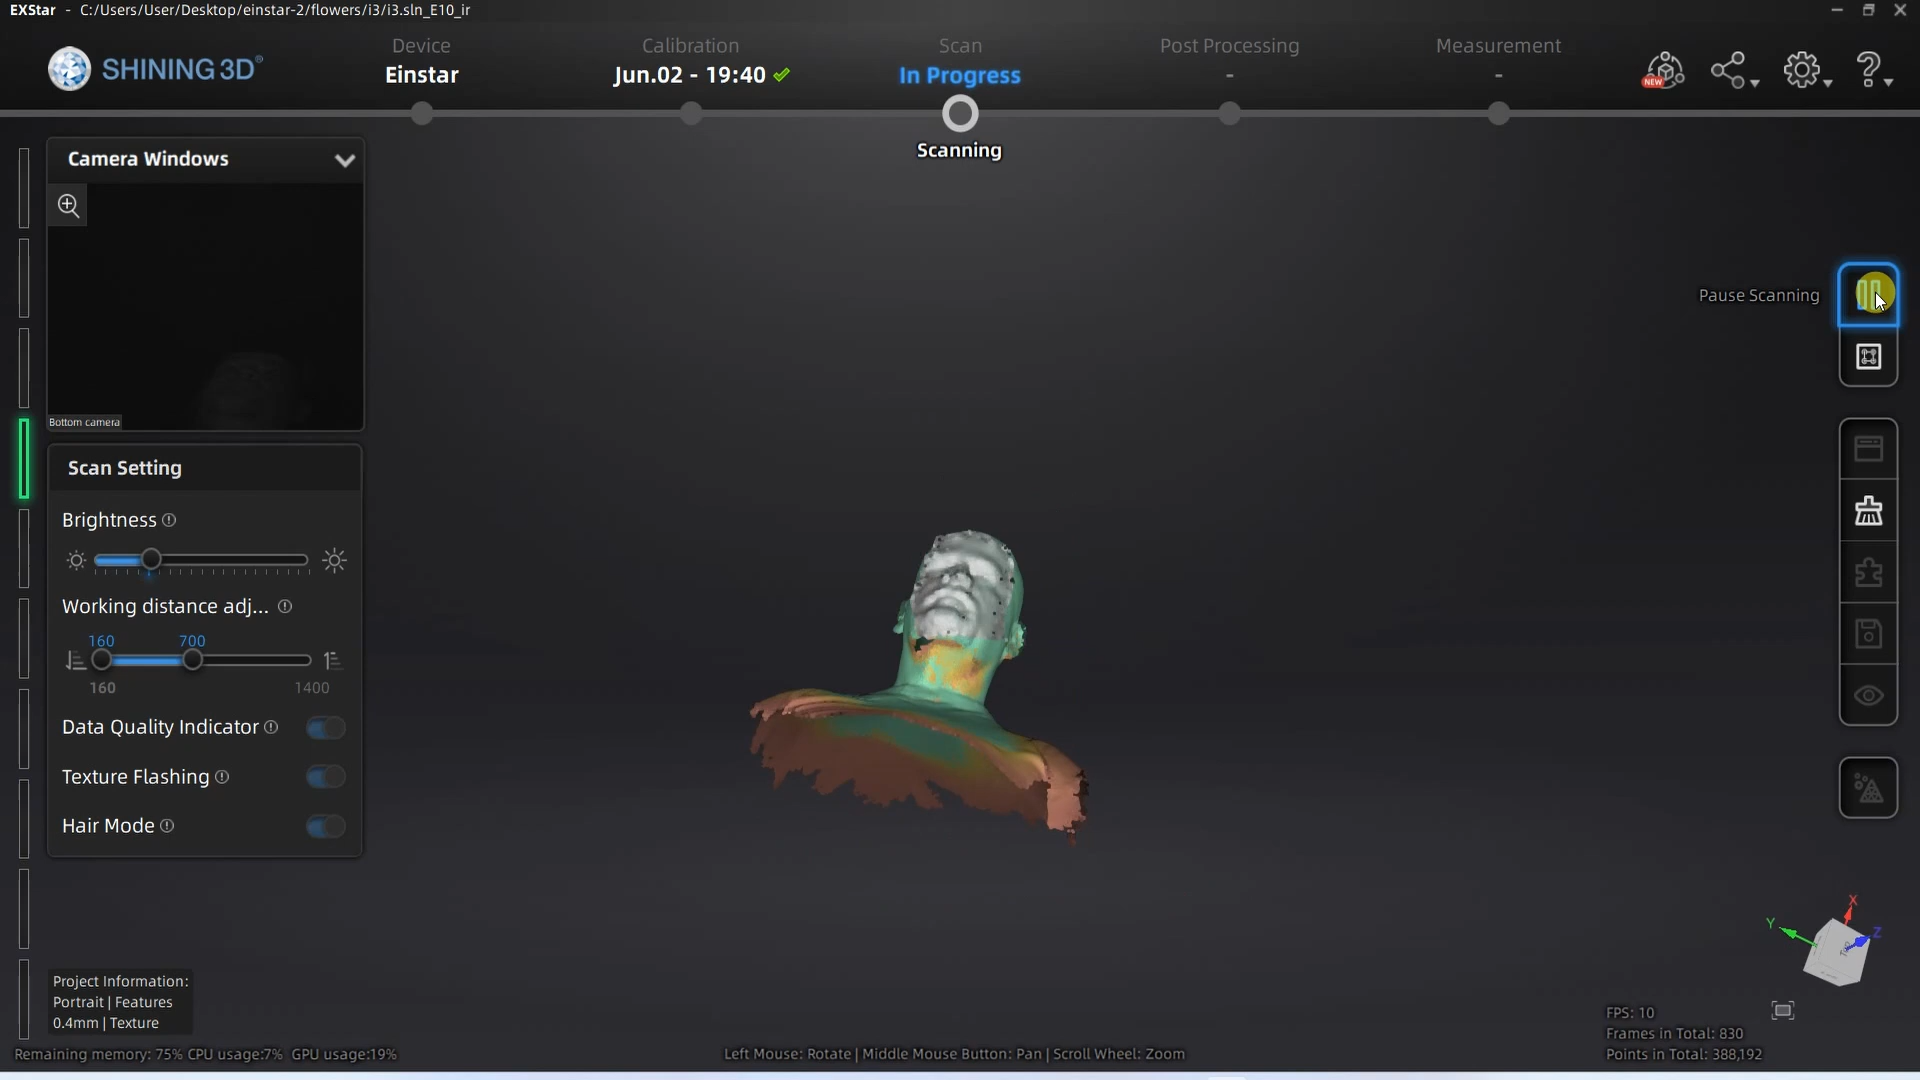 EXStar - C:/Users/User/Desktop/einstar-2/flowers/i3/i3.sln_E10_ir
SHINING 3D®
Device
Einstar
Calibration
Jun.02 - 19:40
Scan
In Progress
Scanning
Post Processing
-
Measurement
-
NEW
Camera Windows
Bottom camera
Scan Setting
Brightness
Working distance adj...
160 700
160 1400
Data Quality Indicator
Texture Flashing
Hair Mode
Pause Scanning
X
Y
Z
Project Information:
Portrait | Features
0.4mm | Texture
Remaining memory: 75% CPU usage:7% GPU usage:19%
Left Mouse: Rotate | Middle Mouse Button: Pan | Scroll Wheel: Zoom
FPS: 10
Frames in Total: 830
Points in Total: 388,192